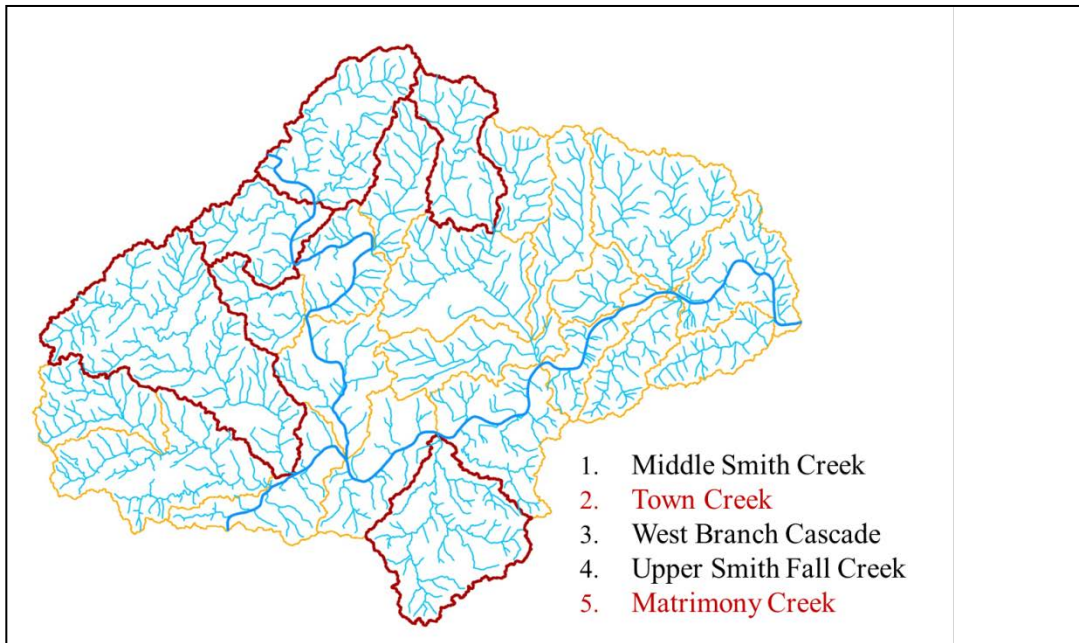 1. Middle Smith Creek
2. Town Creek
3. West Branch Cascade
4. Upper Smith Fall Creek
5. Matrimony Creek